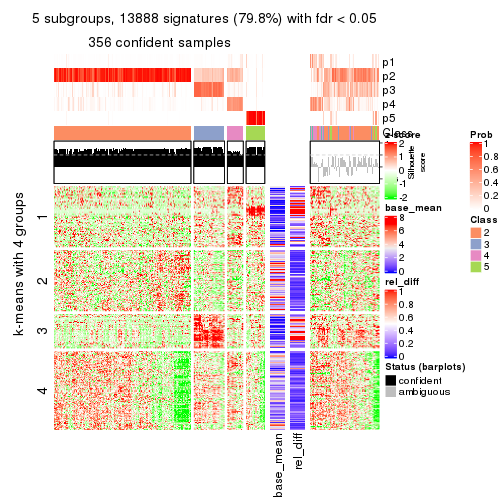 5 subgroups, 13888 signatures (79.8%) with fdr < 0.05
356 confident samples
p1
p2
p3
p4
p5
Class
z-score
2
1
0
-1
-2
Silhouette score
Prob
1
0.8
0.6
0.4
0.2
0
base_mean
8
6
4
2
0
Class
2
3
4
5
rel_diff
1
0.8
0.6
0.4
0.2
0
Status (barplots)
confident
ambiguous
k-means with 4 groups
1
2
3
4
base_mean
rel_diff